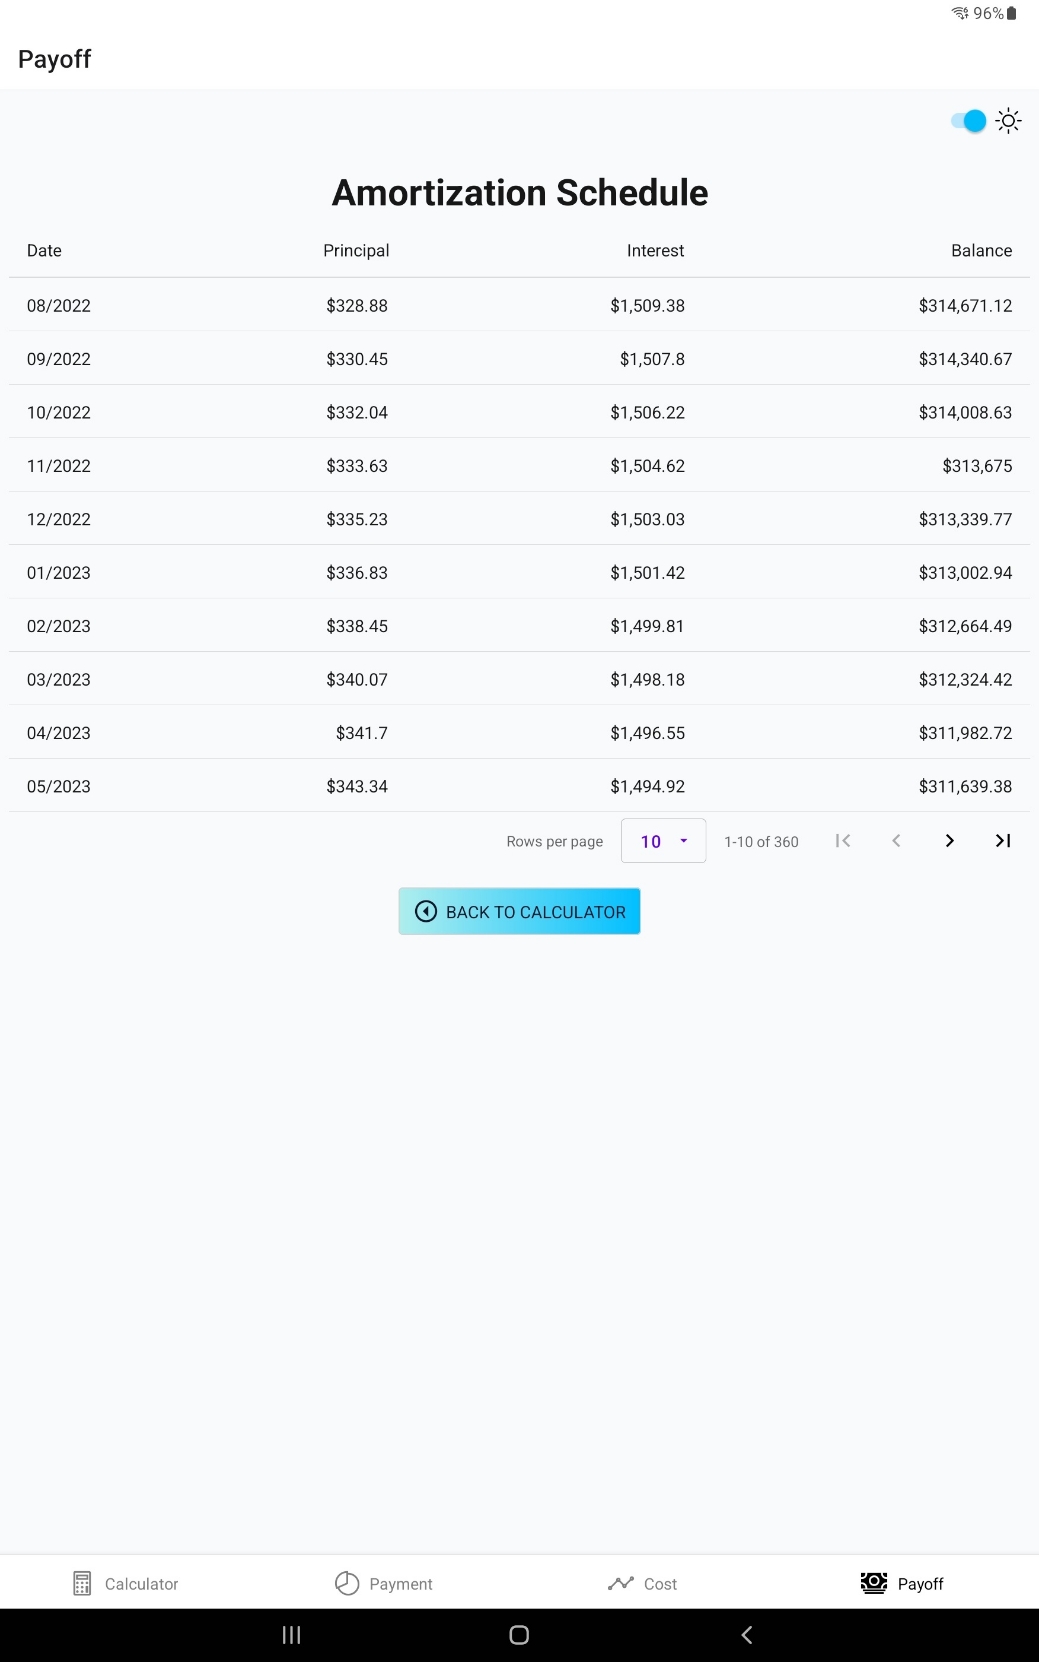 96%
Payoff
Amortization Schedule
Date Principal Interest Balance
08/2022 $328.88 $1,509.38 $314,671.12
09/2022 $330.45 $1,507.8 $314,340.67
10/2022 $332.04 $1,506.22 $314,008.63
11/2022 $333.63 $1,504.62 $313,675
12/2022 $335.23 $1,503.03 $313,339.77
01/2023 $336.83 $1,501.42 $313,002.94
02/2023 $338.45 $1,499.81 $312,664.49
03/2023 $340.07 $1,498.18 $312,324.42
04/2023 $341.7 $1,496.55 $311,982.72
05/2023 $343.34 $1,494.92 $311,639.38
Rows per page 10 1-10 of 360
BACK TO CALCULATOR
Calculator Payment Cost Payoff